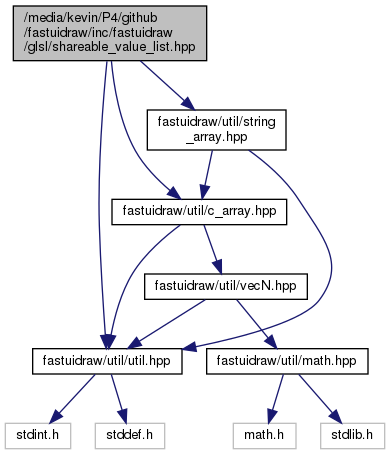 /media/kevin/P4/github
/fastuidraw/inc/fastuidraw
/glsl/shareable_value_list.hpp
fastuidraw/util/string
_array.hpp
fastuidraw/util/c_array.hpp
fastuidraw/util/vecN.hpp
fastuidraw/util/util.hpp
fastuidraw/util/math.hpp
stdint.h
stddef.h
math.h
stdlib.h